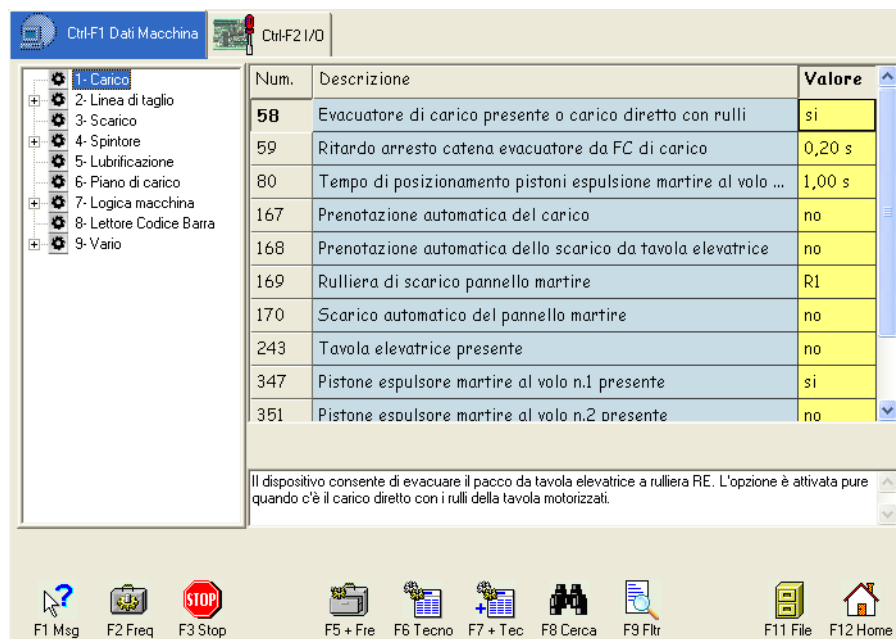 Ctrl-F1 Dati Macchina
Ctrl-F2 I/O
1- Carico
2- Linea di taglio
3- Scarico
4- Spintore
5- Lubrificazione
6- Piano di carico
7- Logica macchina
8- Lettore Codice Barra
9- Vario
Num. Descrizione Valore
58 Evacuatore di carico presente o carico diretto con rulli si
59 Ritardo arresto catena evacuatore da FC di carico 0,20 s
80 Tempo di posizionamento pistoni espulsione martire al volo ... 1,00 s
167 Prenotazione automatica del carico no
168 Prenotazione automatica dello scarico da tavola elevatrice no
169 Rulliera di scarico pannello martire R1
170 Scarico automatico del pannello martire no
243 Tavola elevatrice presente no
347 Pistone espulsore martire al volo n.1 presente si
351 Pistone espulsore martire al volo n.2 presente no
Il dispositivo consente di evacuare il pacco da tavola elevatrice a rulliera RE. L'opzione è attivata pure
quando c'è il carico diretto con i rulli della tavola motorizzati.
STOP
F1 Msg F2 Freq F3 Stop F5 + Fre F6 Tecno F7 + Tec F8 Cerca F9 Fltr F11 File F12 Home